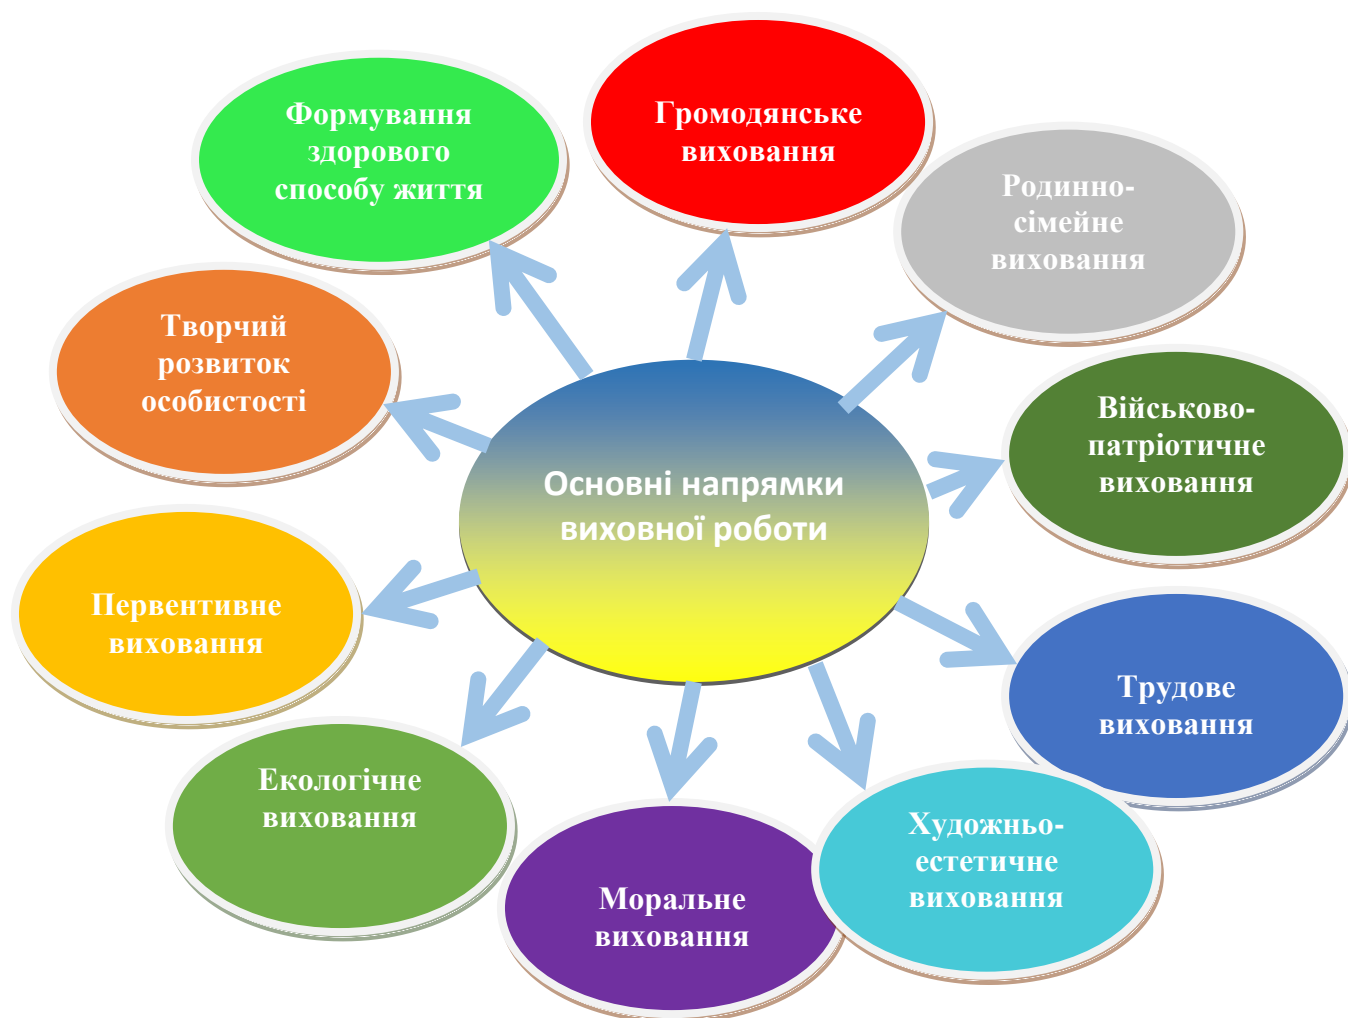 Формування
здорового
способу життя
Громодянське
виховання
Родинно-
сімейне
виховання
Творчий
розвиток
особистості
Військово-
патріотичне
виховання
Основні напрямки
виховної роботи
Первентивне
виховання
Трудове
виховання
Екологічне
виховання
Художньо-
естетичне
виховання
Моральне
виховання